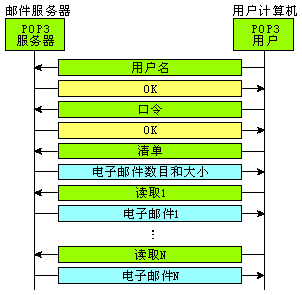 邮件服务器
用户计算机
POP3
服务器
POP3
用户
用户名
OK
口令
OK
清单
电子邮件数目和大小
读取1
电子邮件1
⋮
读取N
电子邮件N